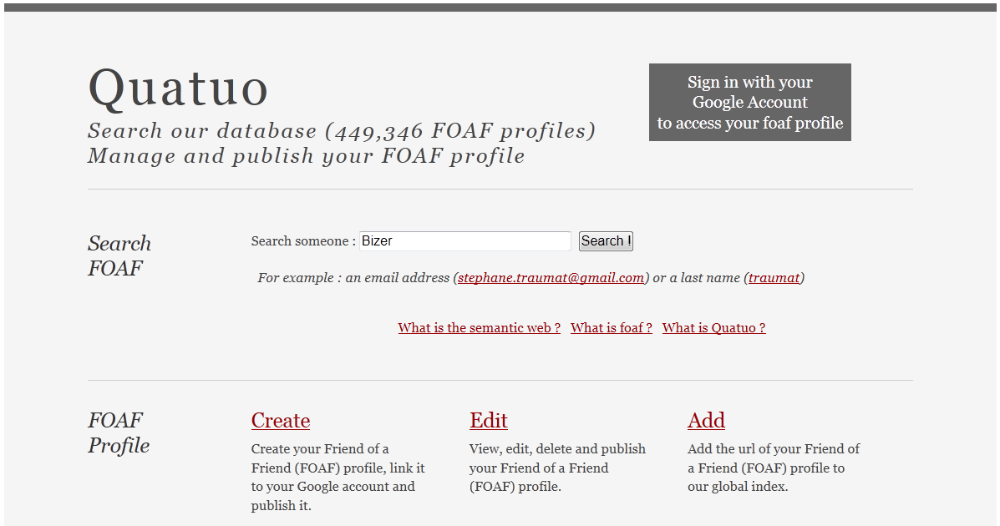 Quatuo
Search our database (449,346 FOAF profiles)
Manage and publish your FOAF profile
Sign in with your
Google Account
to access your foaf profile
Search
FOAF
Search someone : Bizer Search !
For example : an email address (stephane.traumat@gmail.com) or a last name (traumat)
What is the semantic web ? What is foaf ? What is Quatuo ?
FOAF
Profile
Create
Create your Friend of a
Friend (FOAF) profile, link it
to your Google account and
publish it.
Edit
View, edit, delete and publish
your Friend of a Friend
(FOAF) profile.
Add
Add the url of your Friend of
a Friend (FOAF) profile to
our global index.